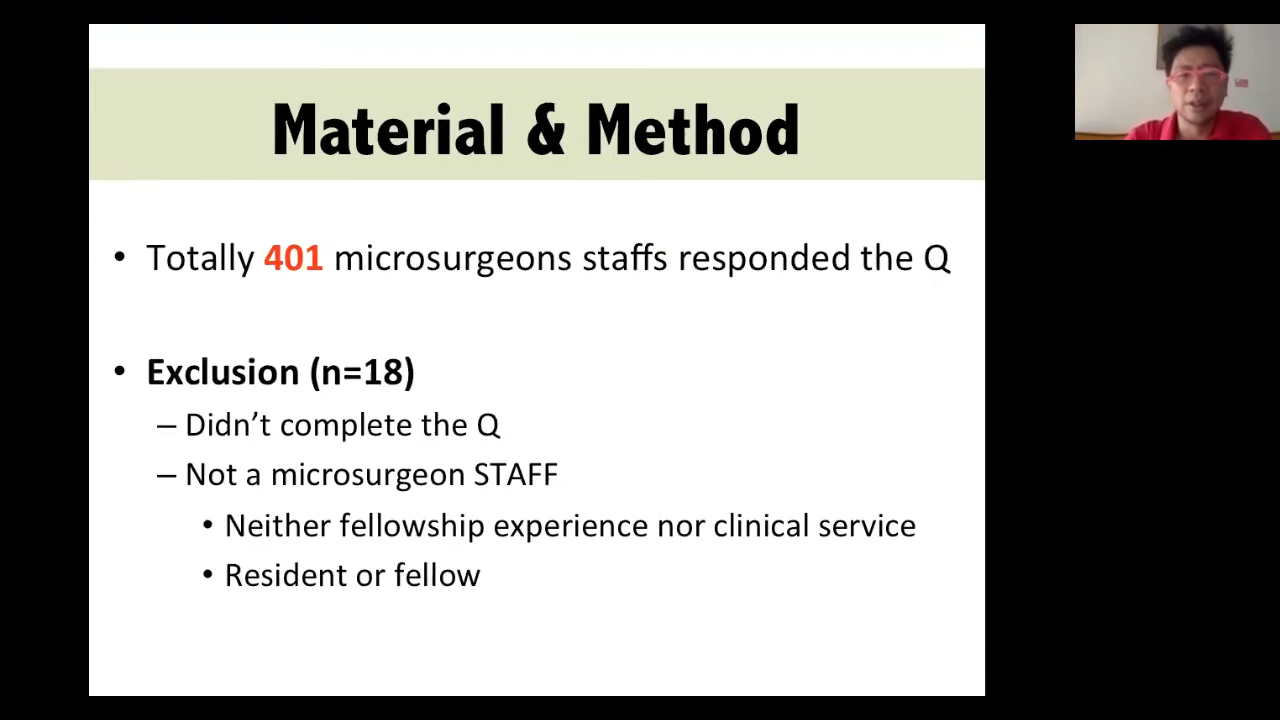 Material & Method
• Totally 401 microsurgeons staffs responded the Q
• Exclusion (n=18)
– Didn’t complete the Q
– Not a microsurgeon STAFF
• Neither fellowship experience nor clinical service
• Resident or fellow